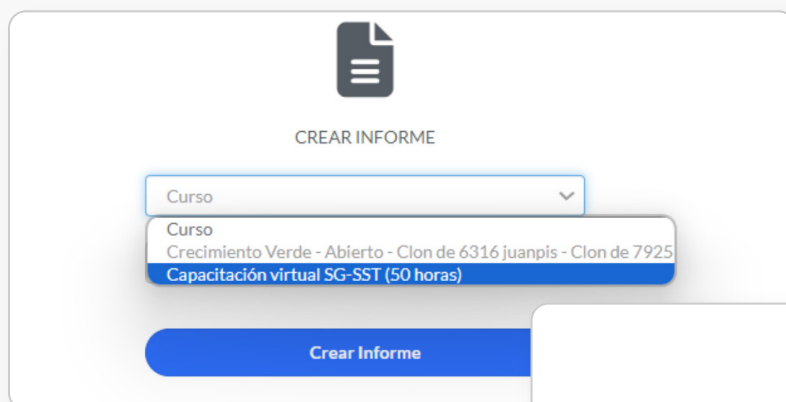 CREAR INFORME
Curso
Curso
Crecimiento Verde - Abierto - Clon de 6316 juanpis - Clon de 7925
Capacitación virtual SG-SST (50 horas)
Crear Informe